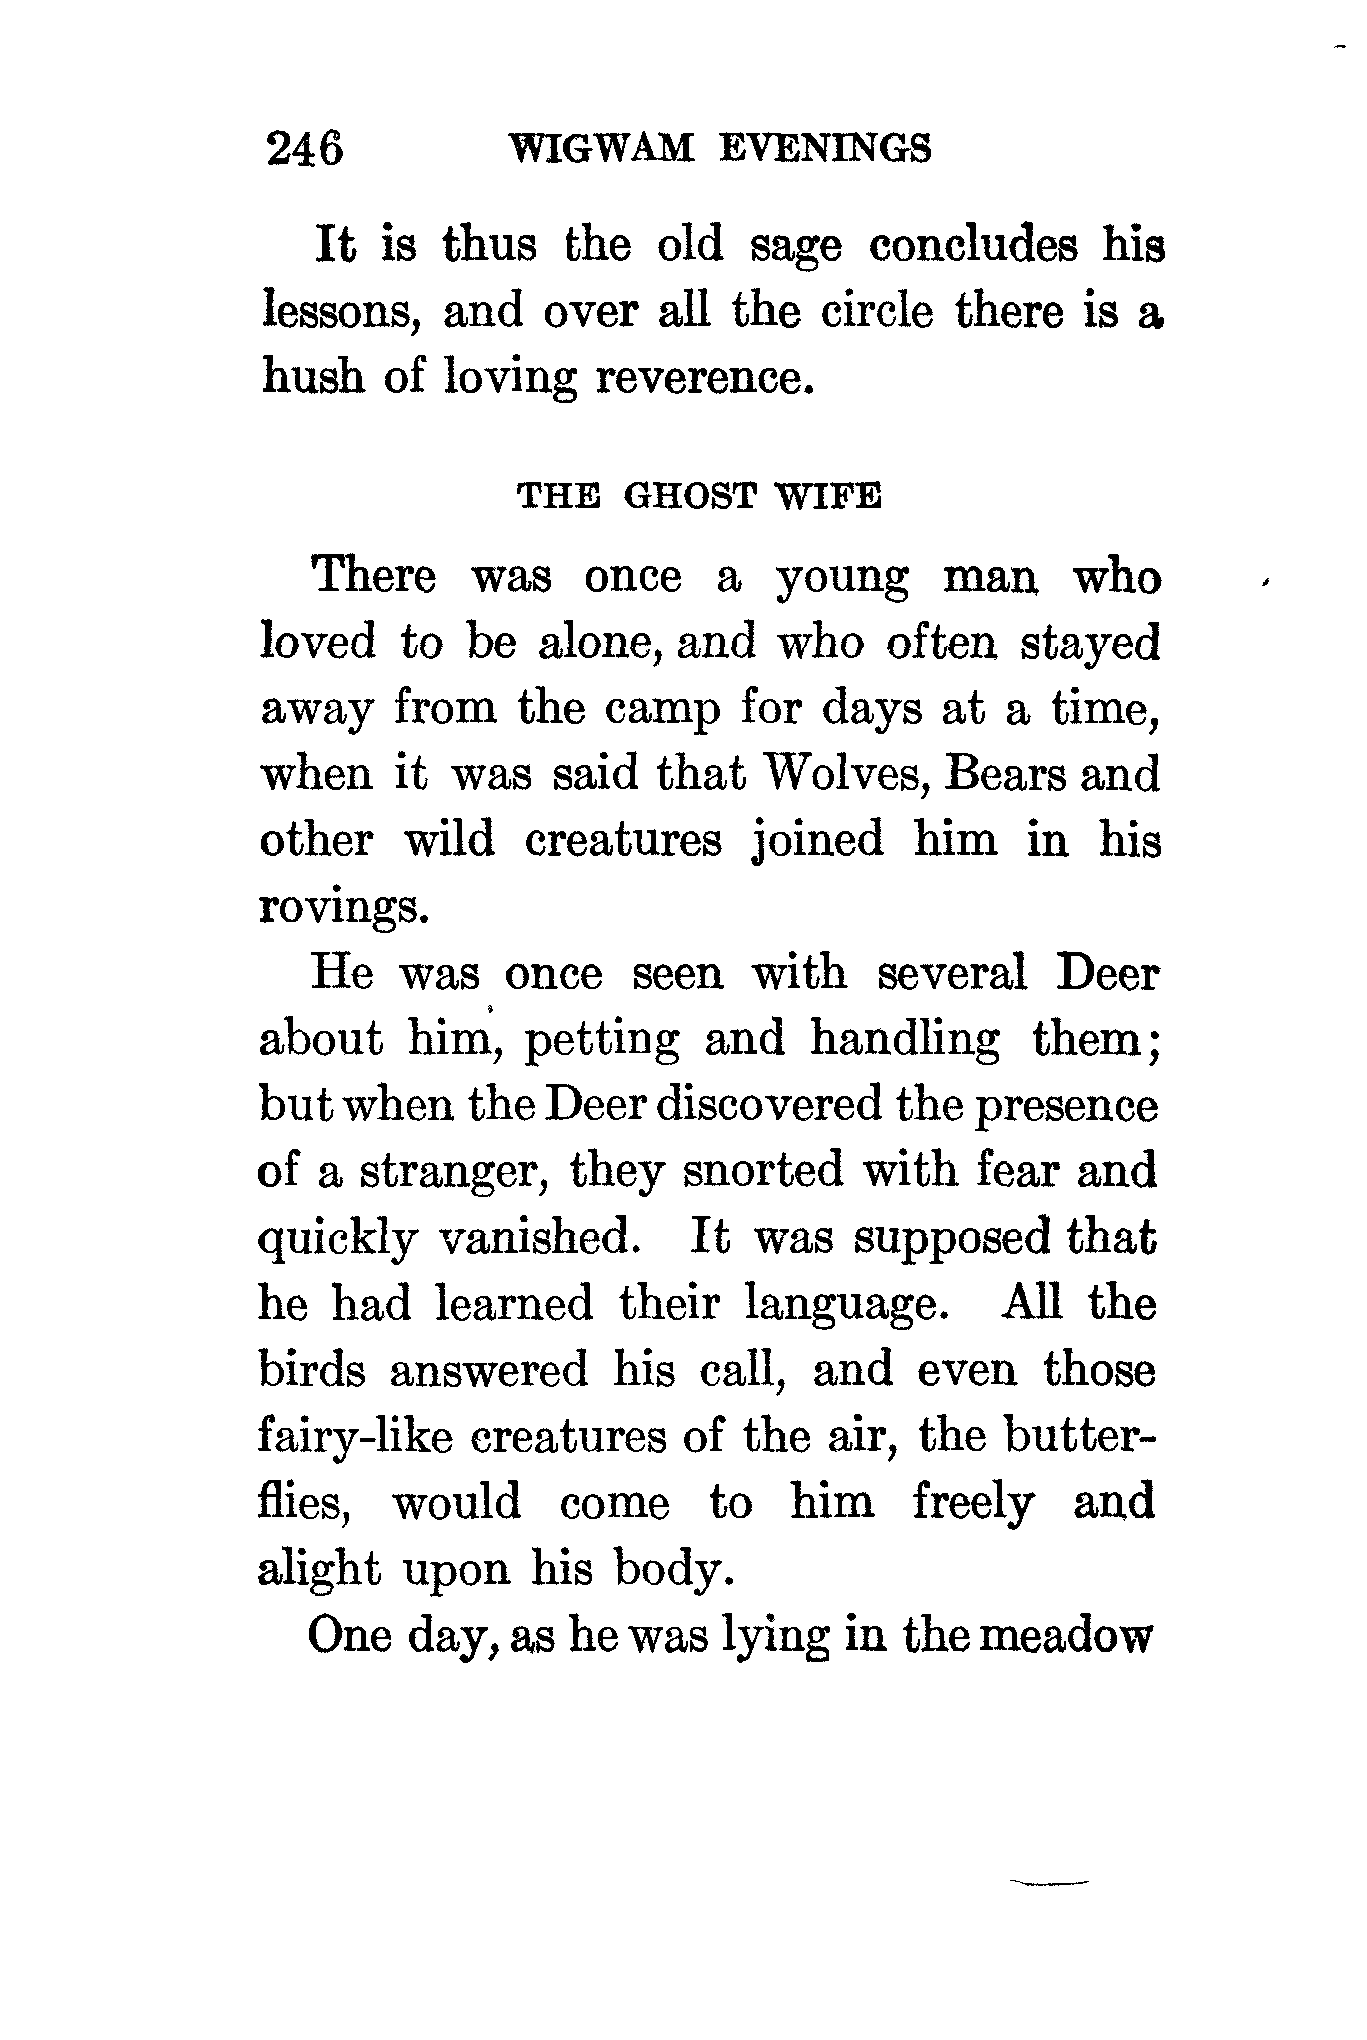 246 WIGWAM EVENINGS
It is thus the old sage concludes his
lessons, and over all the circle there is a
hush of loving reverence.
THE GHOST WIFE
There was once a young man who
loved to be alone, and who often stayed
away from the camp for days at a time,
when it was said that Wolves, Bears and
other wild creatures joined him in his
rovings.
He was once seen with several Deer
about him, petting and handling them;
but when the Deer discovered the presence
of a stranger, they snorted with fear and
quickly vanished. It was supposed that
he had learned their language. All the
birds answered his call, and even those
fairy-like creatures of the air, the butter-
flies, would come to him freely and
alight upon his body.
One day, as he was lying in the meadow